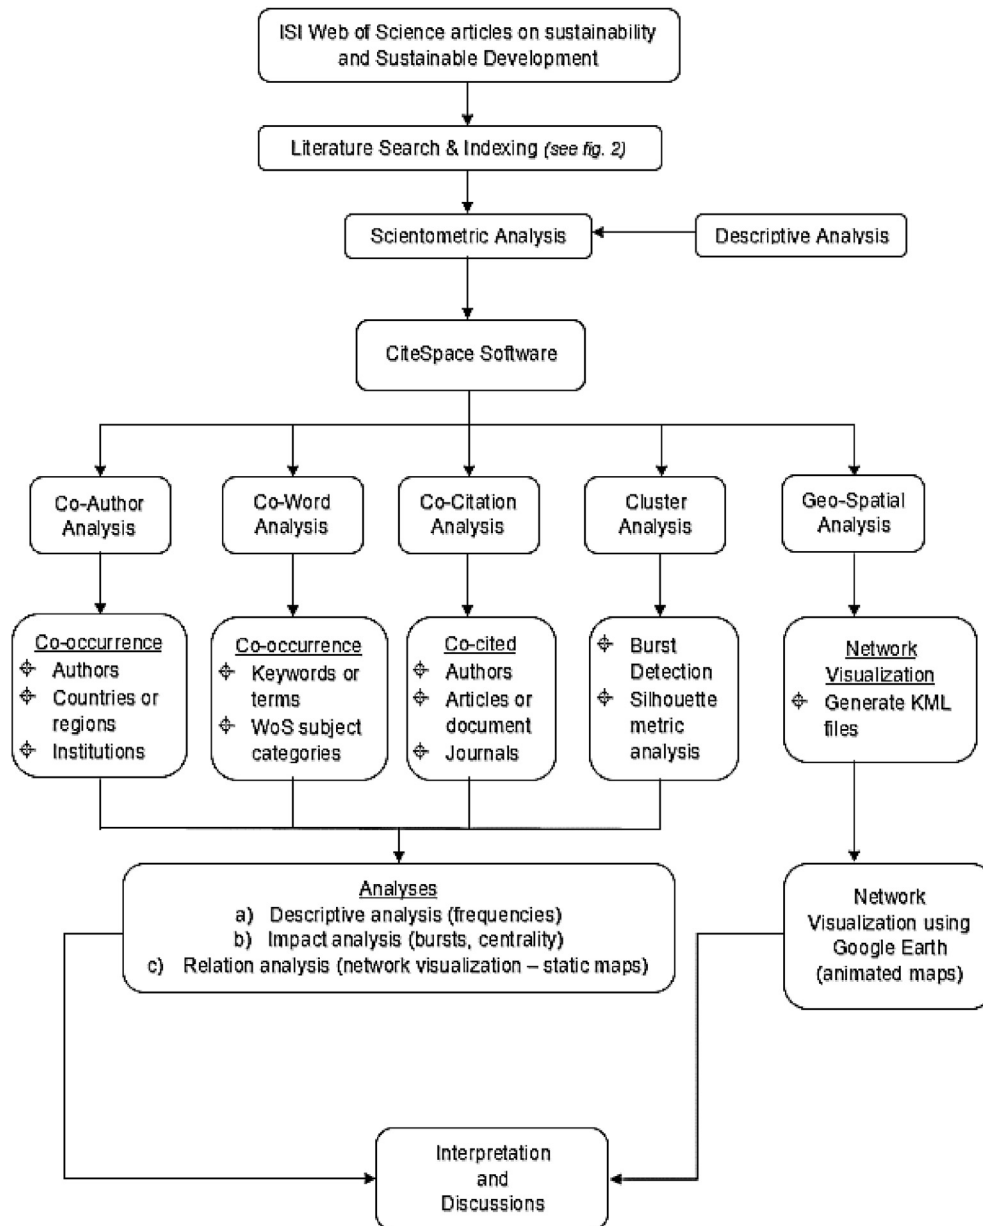 ISI Web of Science articles on sustainability
and Sustainable Development
Literature Search & Indexing (see fig. 2)
Scientometric Analysis
Descriptive Analysis
CiteSpace Software
Co-Author
Analysis
Co-Word
Analysis
Co-Citation
Analysis
Cluster
Analysis
Geo-Spatial
Analysis
Co-occurrence
Authors
Countries or
regions
Institutions
Co-occurrence
Keywords or
terms
WoS subject
categories
Co-cited
Authors
Articles or
document
Journals
Burst
Detection
Silhouette
metric
analysis
Network
Visualization
Generate KML
files
Analyses
a) Descriptive analysis (frequencies)
b) Impact analysis (bursts, centrality)
c) Relation analysis (network visualization – static maps)
Network
Visualization using
Google Earth
(animated maps)
Interpretation
and
Discussions